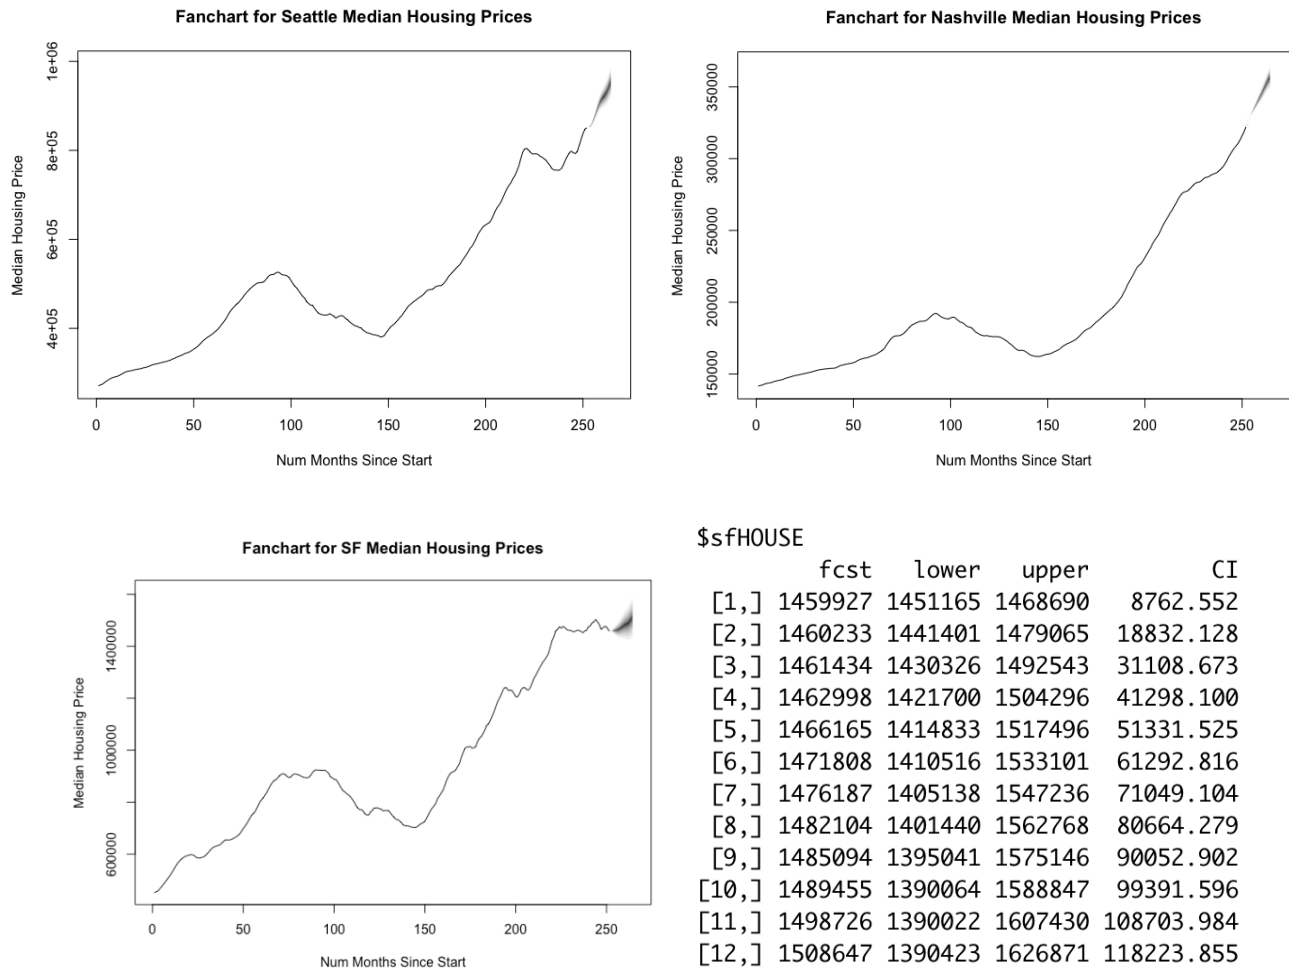 Fanchart for Seattle Median Housing Prices
Median Housing Price
1e+06
8e+05
6e+05
4e+05
0 50 100 150 200 250
Num Months Since Start
Fanchart for Nashville Median Housing Prices
Median Housing Price
350000
300000
250000
200000
150000
0 50 100 150 200 250
Num Months Since Start
Fanchart for SF Median Housing Prices
Median Housing Price
1400000
1000000
600000
0 50 100 150 200 250
Num Months Since Start
$sfHOUSE
fcst lower upper CI
[1,] 1459927 1451165 1468690 8762.552
[2,] 1460233 1441401 1479065 18832.128
[3,] 1461434 1430326 1492543 31108.673
[4,] 1462998 1421700 1504296 41298.100
[5,] 1466165 1414833 1517496 51331.525
[6,] 1471808 1410516 1533101 61292.816
[7,] 1476187 1405138 1547236 71049.104
[8,] 1482104 1401440 1562768 80664.279
[9,] 1485094 1395041 1575146 90052.902
[10,] 1489455 1390064 1588847 99391.596
[11,] 1498726 1390022 1607430 108703.984
[12,] 1508647 1390423 1626871 118223.855